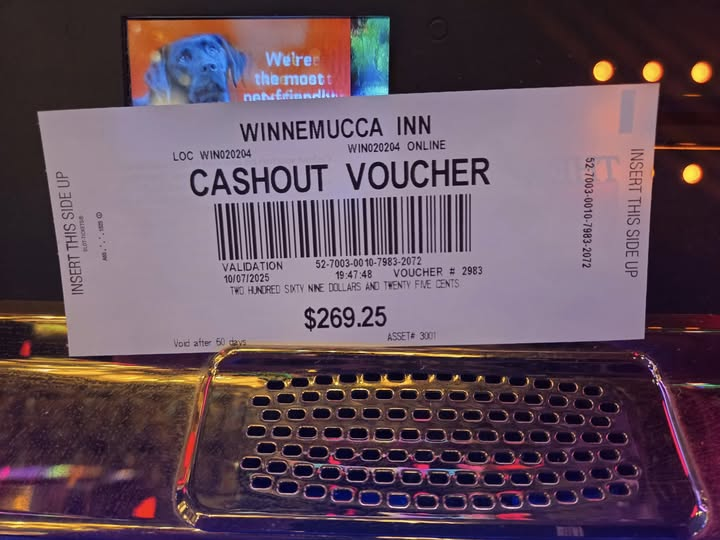 We're
the most
pet friendly
WINNEMUCCA INN
LOC WIN020204
WIN020204 ONLINE
CASHOUT VOUCHER
INSERT THIS SIDE UP
VALIDATION 52-7003-0010-7983-2072
10/07/2025 19:47:48 VOUCHER # 2983
TWO HUNDRED SIXTY NINE DOLLARS AND TWENTY FIVE CENTS
$269.25
Void after 60 days
ASSET# 3001
52-7003-0010-7983-2072
INSERT THIS SIDE UP